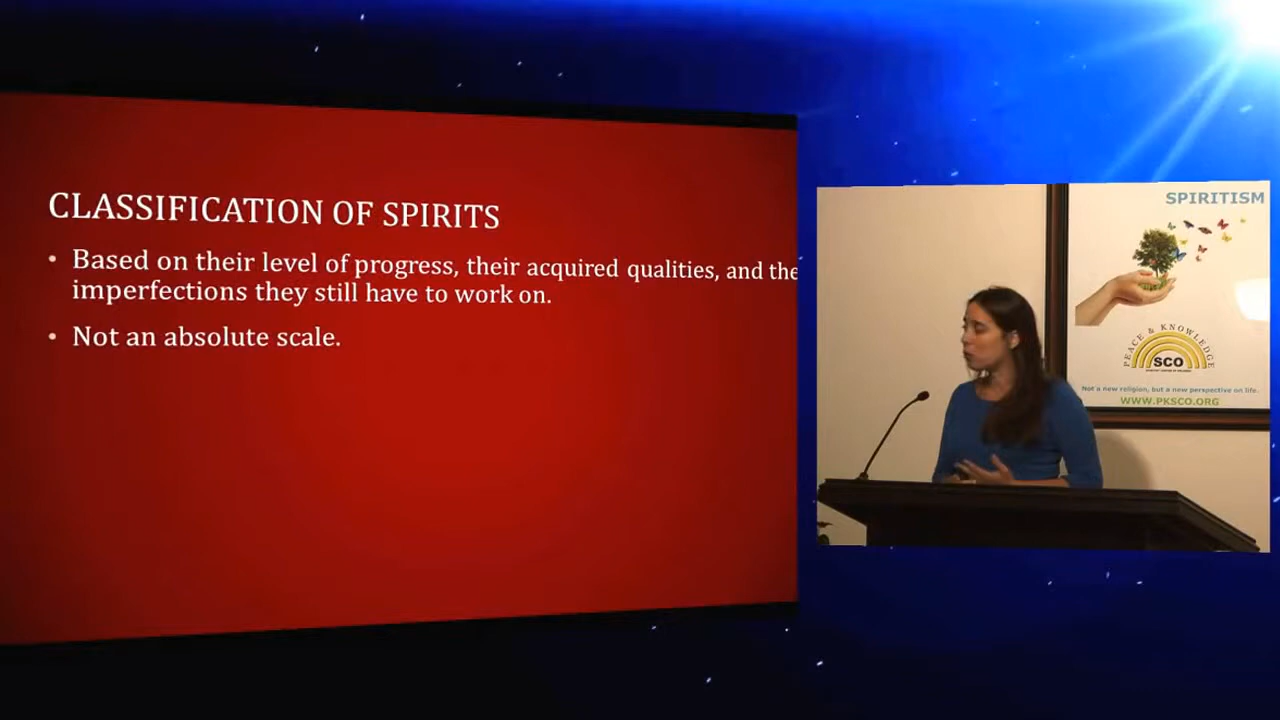 CLASSIFICATION OF SPIRITS
• Based on their level of progress, their acquired qualities, and the
imperfections they still have to work on.
• Not an absolute scale.
SPIRITISM
PEACE & KNOWLEDGE
SCO
Not a new religion, but a new perspective on life.
WWW.PKSCO.ORG